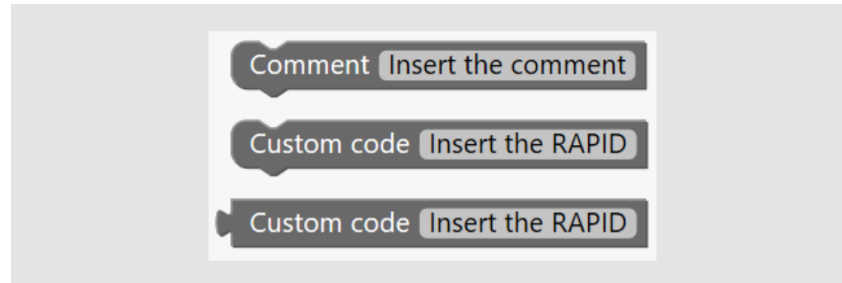 Comment Insert the comment
Custom code Insert the RAPID
Custom code Insert the RAPID